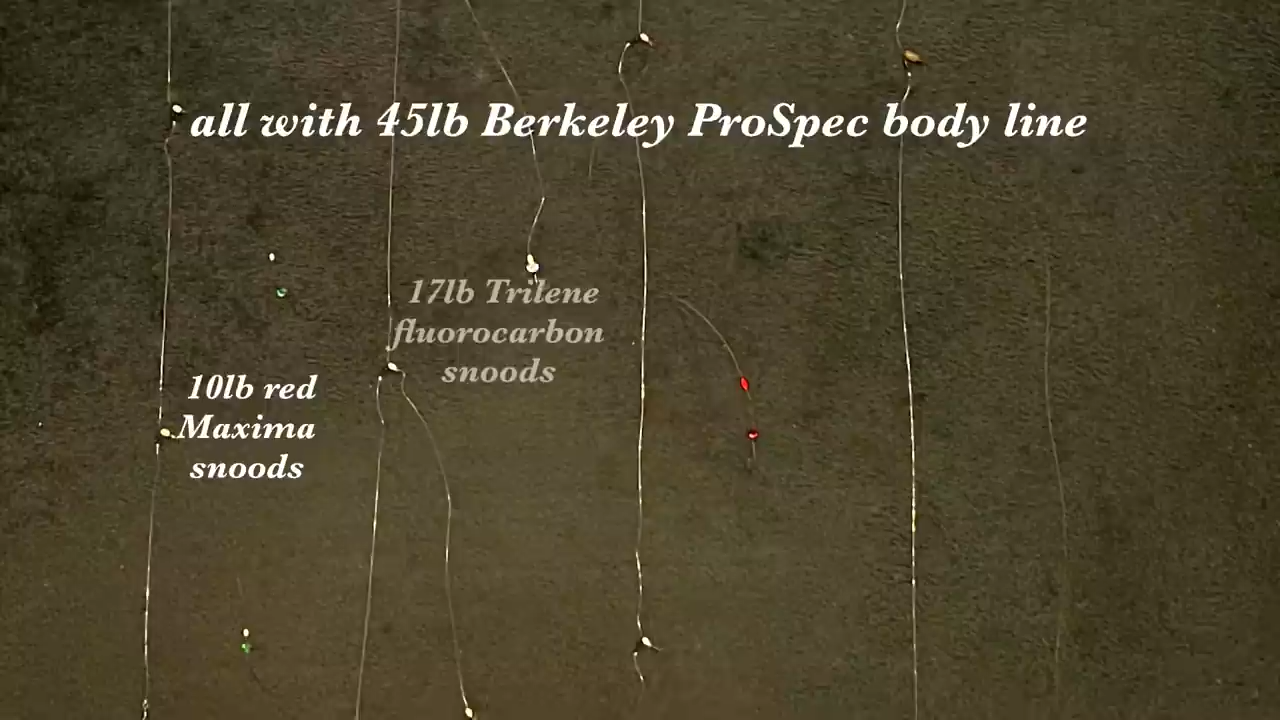 all with 45lb Berkeley ProSpec body line
17lb Trilene
fluorocarbon
snoods
10lb red
Maxima
snoods